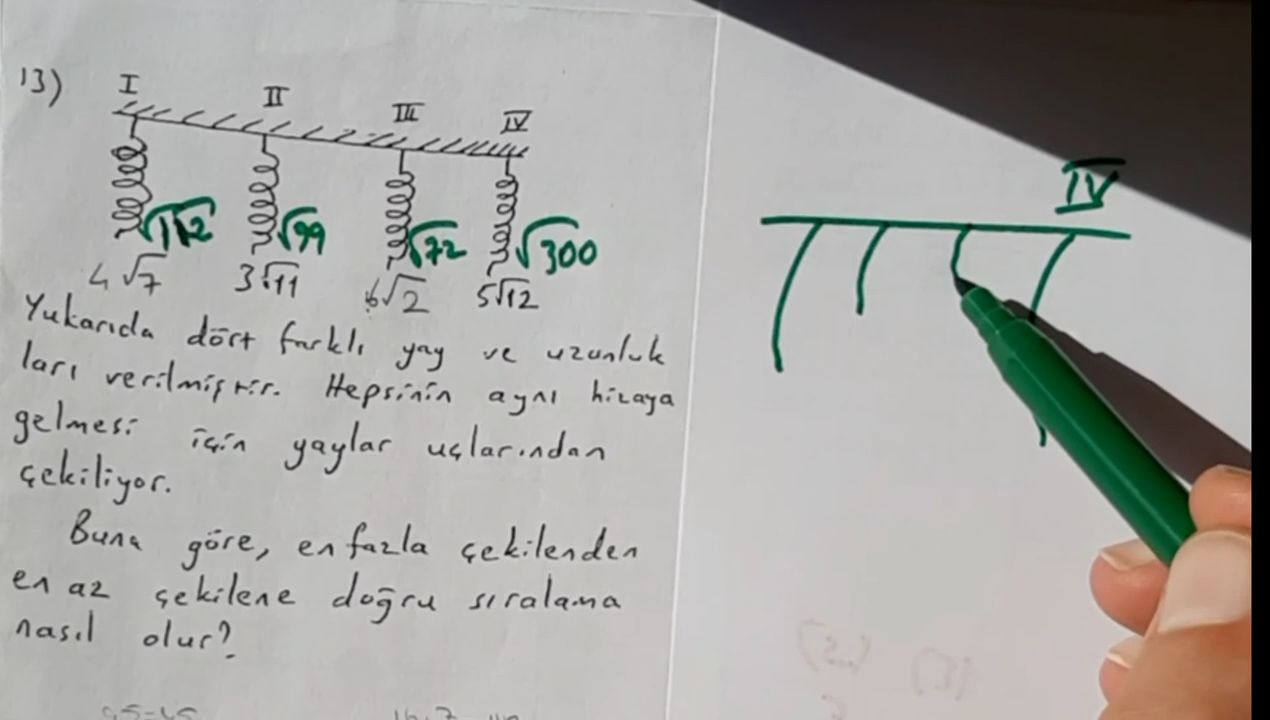 13)
I II III IV
√112 √99 √72 √300
4√7 3√11 6√2 5√12
Yukarıda dört farklı yay ve uzunluk
ları verilmiştir. Hepsinin aynı hizaya
gelmesi için yaylar uçlarından
çekiliyor.
Buna göre, en fazla çekilenden
en az çekilene doğru sıralama
nasıl olur?
IV